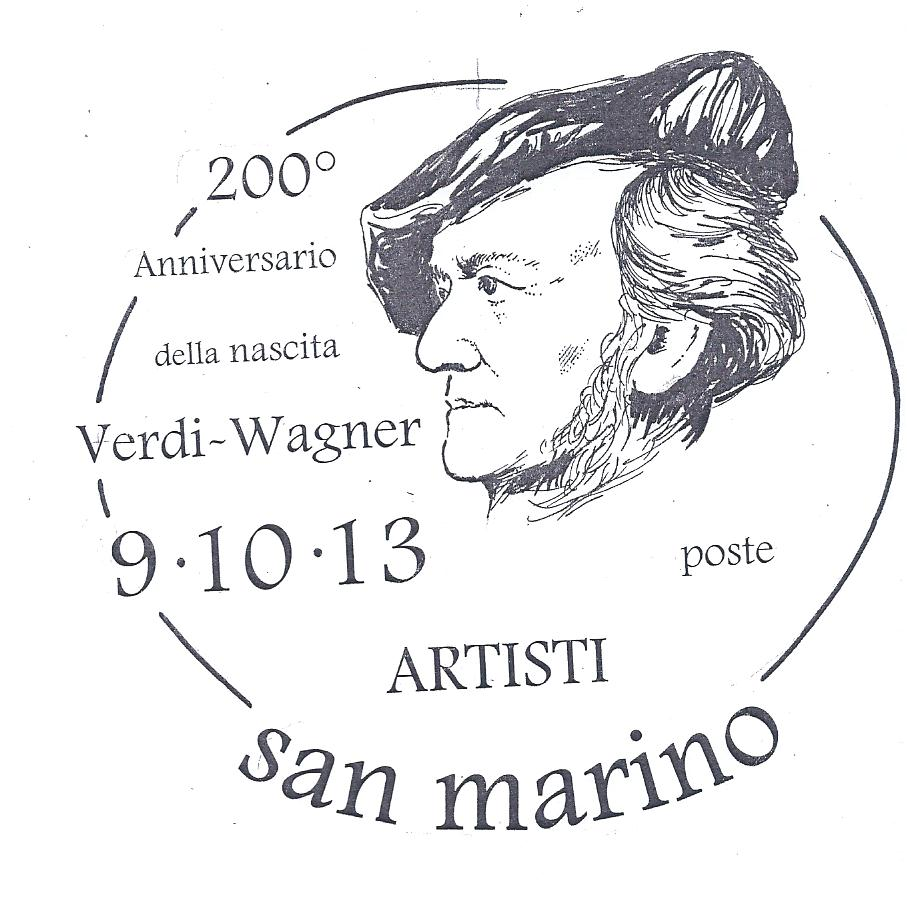 200°
Anniversario
della nascita
Verdi-Wagner
9·10·13
poste
ARTISTI
san marino